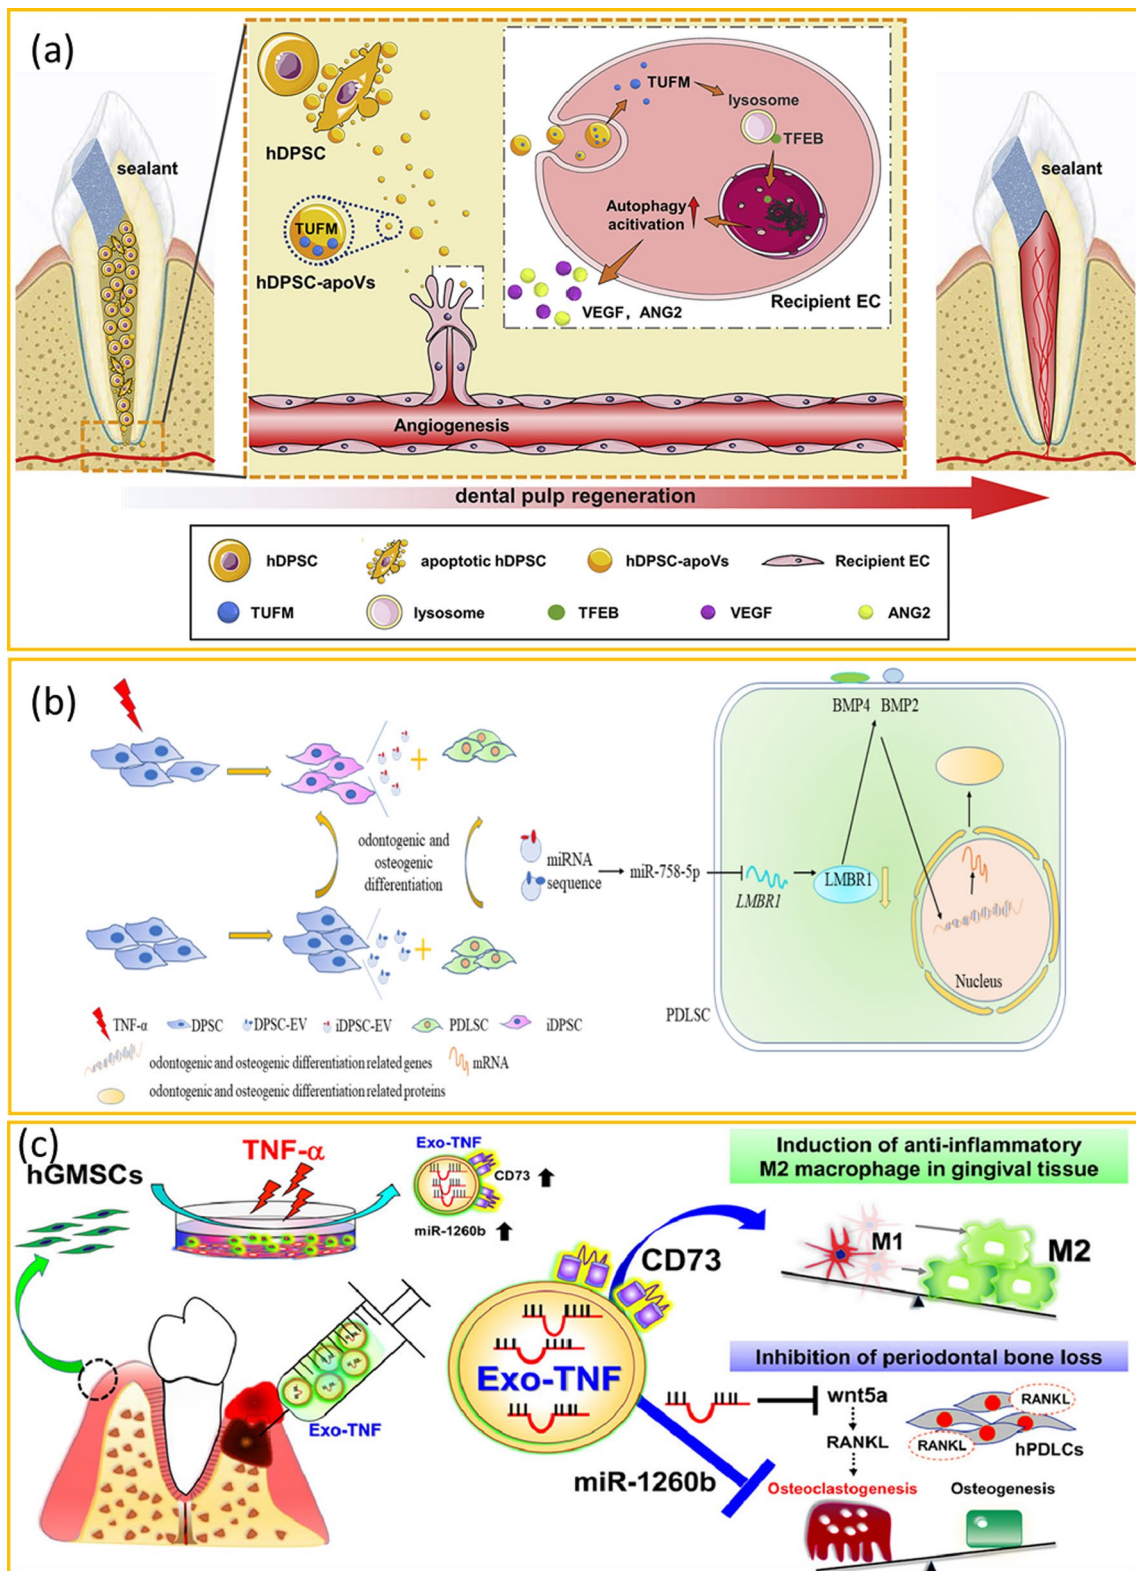 (a)
hDPSC
sealant
TUFM
hDPSC-apoVs
TUFM
lysosome
TFEB
Autophagy
acitivation
VEGF, ANG2
Recipient EC
Angiogenesis
sealant
dental pulp regeneration
hDPSC
apoptotic hDPSC
hDPSC-apoVs
Recipient EC
TUFM
lysosome
TFEB
VEGF
ANG2
(b)
odontogenic and
osteogenic
differentiation
miRNA
sequence
miR-758-5p
LMBR1
LMBR1
BMP4
BMP2
Nucleus
PDLSC
TNF-α
DPSC
DPSC-EV
iDPSC-EV
PDLSC
iDPSC
odontogenic and osteogenic differentiation related genes
mRNA
odontogenic and osteogenic differentiation related proteins
(c)
hGMSCs
TNF-α
Exo-TNF
CD73
miR-1260b
Exo-TNF
CD73
Exo-TNF
miR-1260b
Induction of anti-inflammatory
M2 macrophage in gingival tissue
M1
M2
Inhibition of periodontal bone loss
wnt5a
RANKL
RANKL
RANKL
hPDLCs
Osteoclastogenesis
Osteogenesis